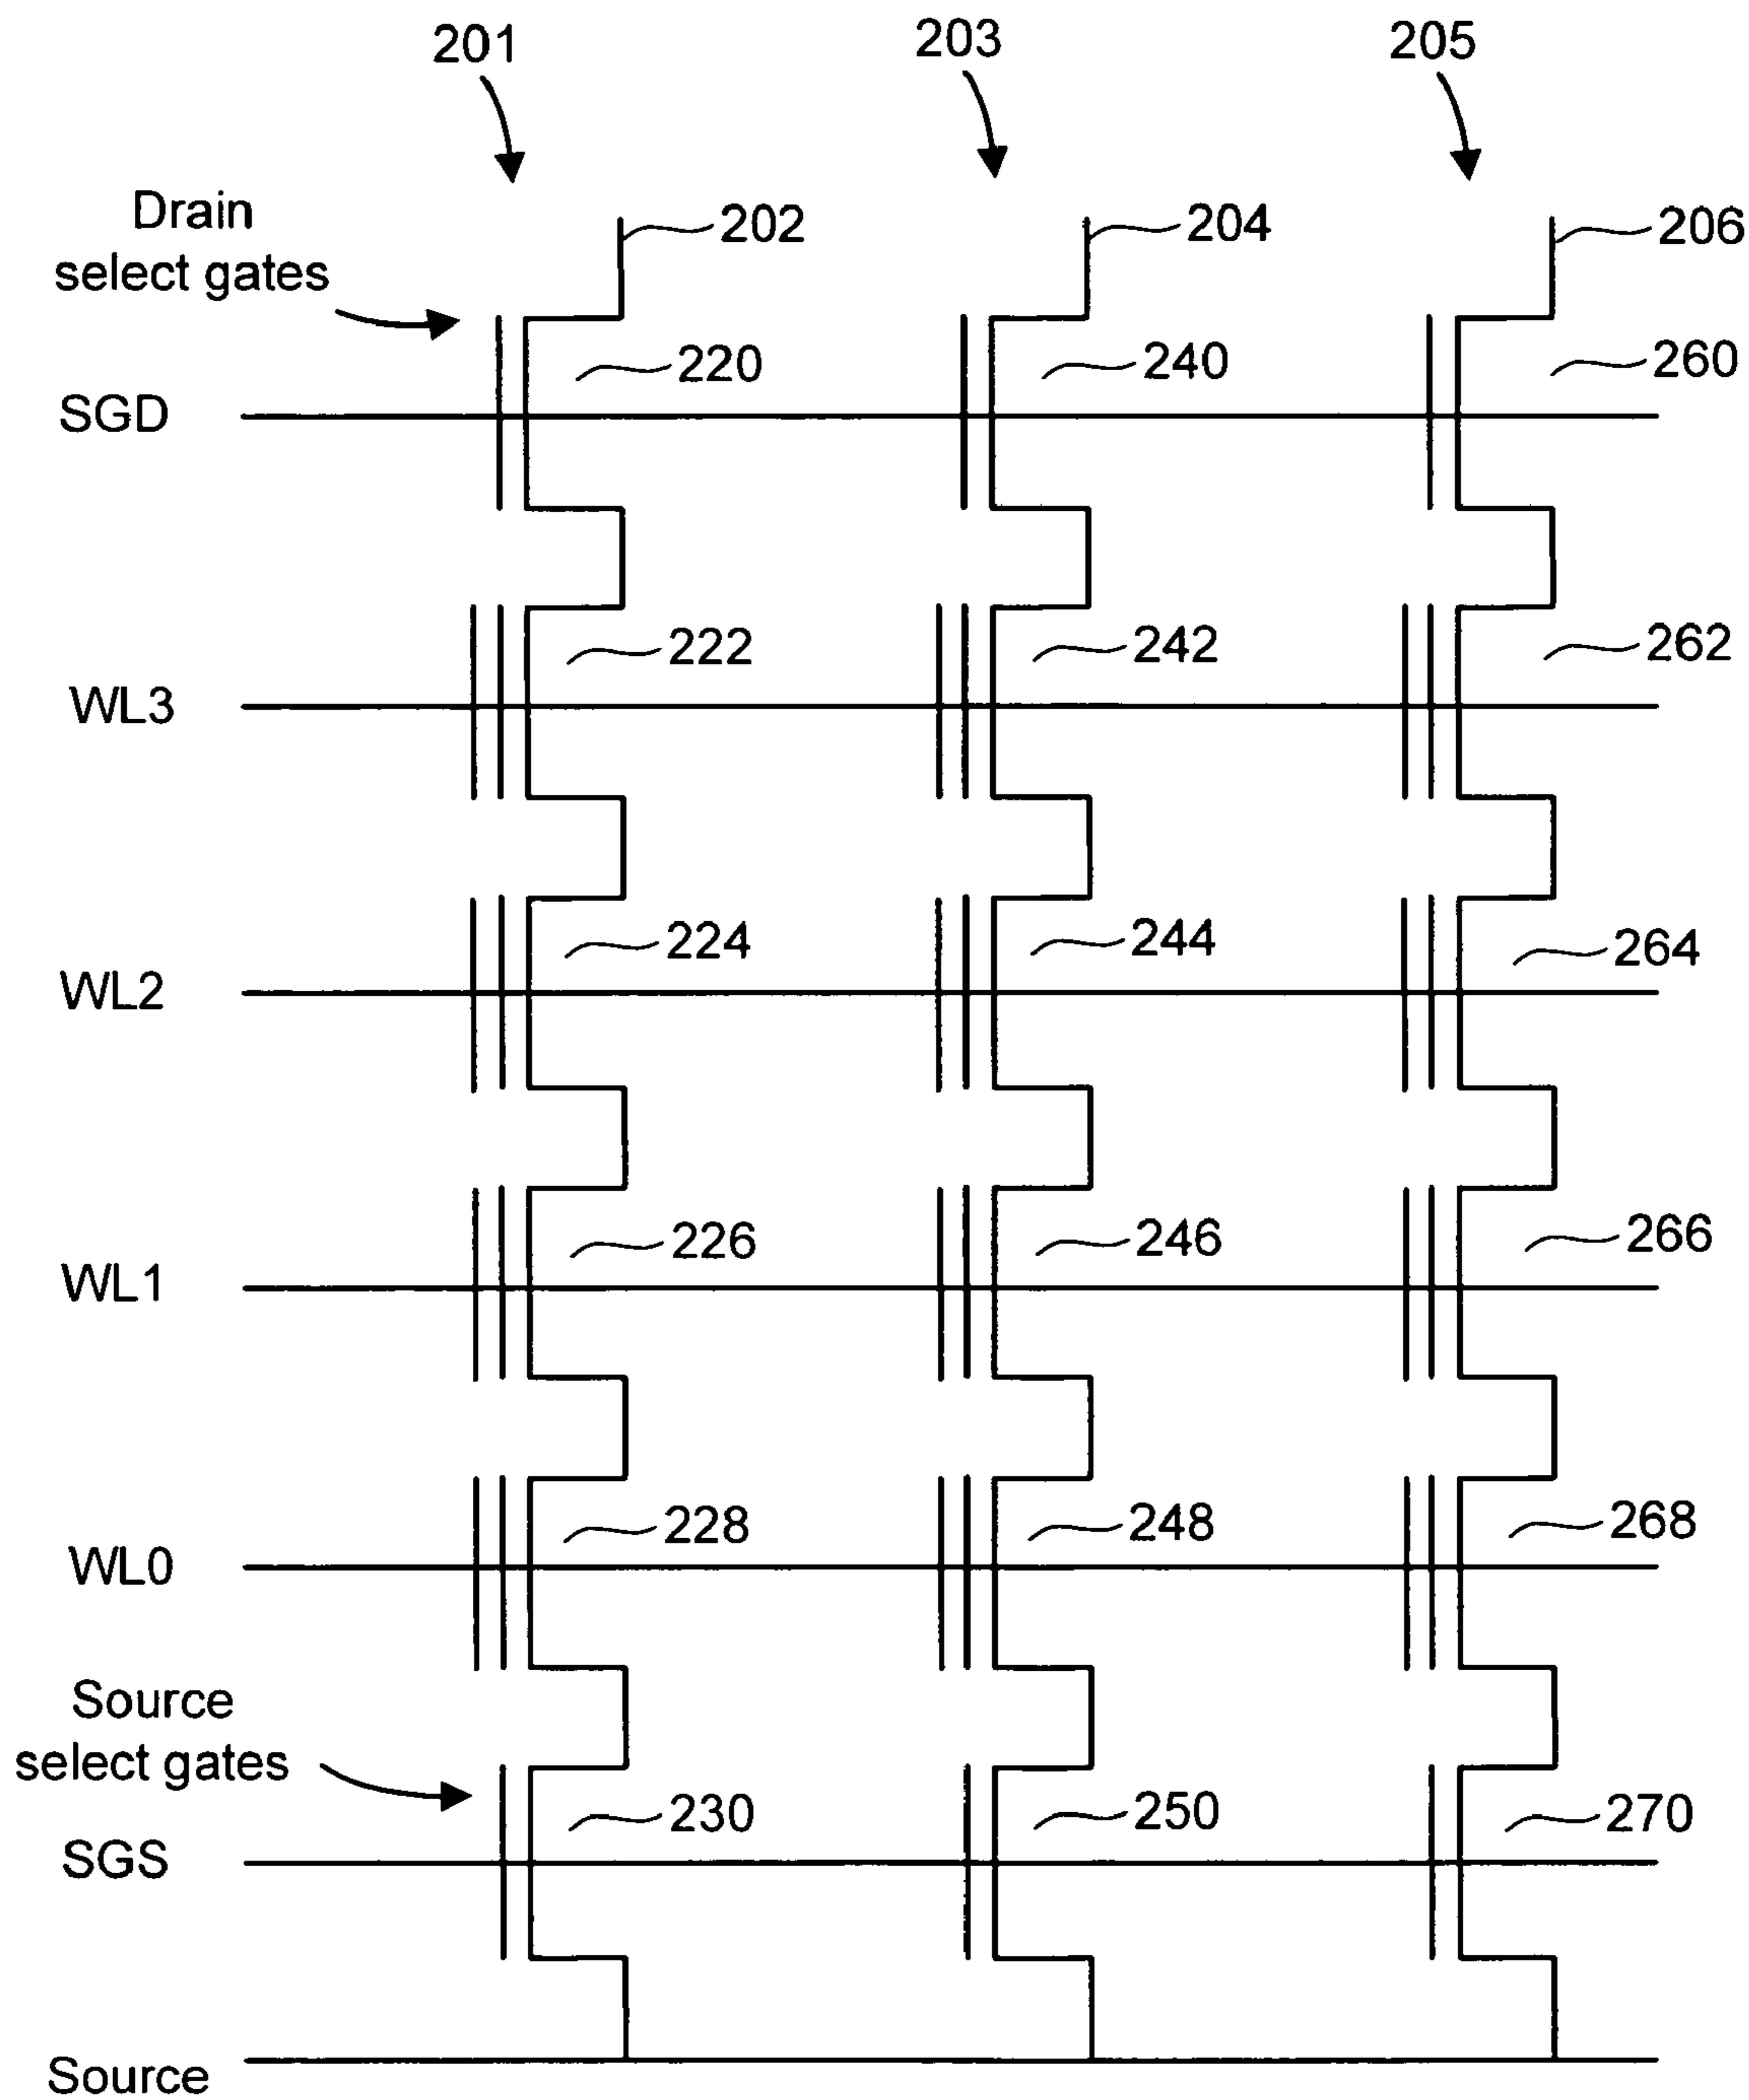 201 203 205
Drain
select gates
202 204 206
220 240 260
SGD
222 242 262
WL3
224 244 264
WL2
226 246 266
WL1
228 248 268
WL0
Source
select gates
230 250 270
SGS
Source